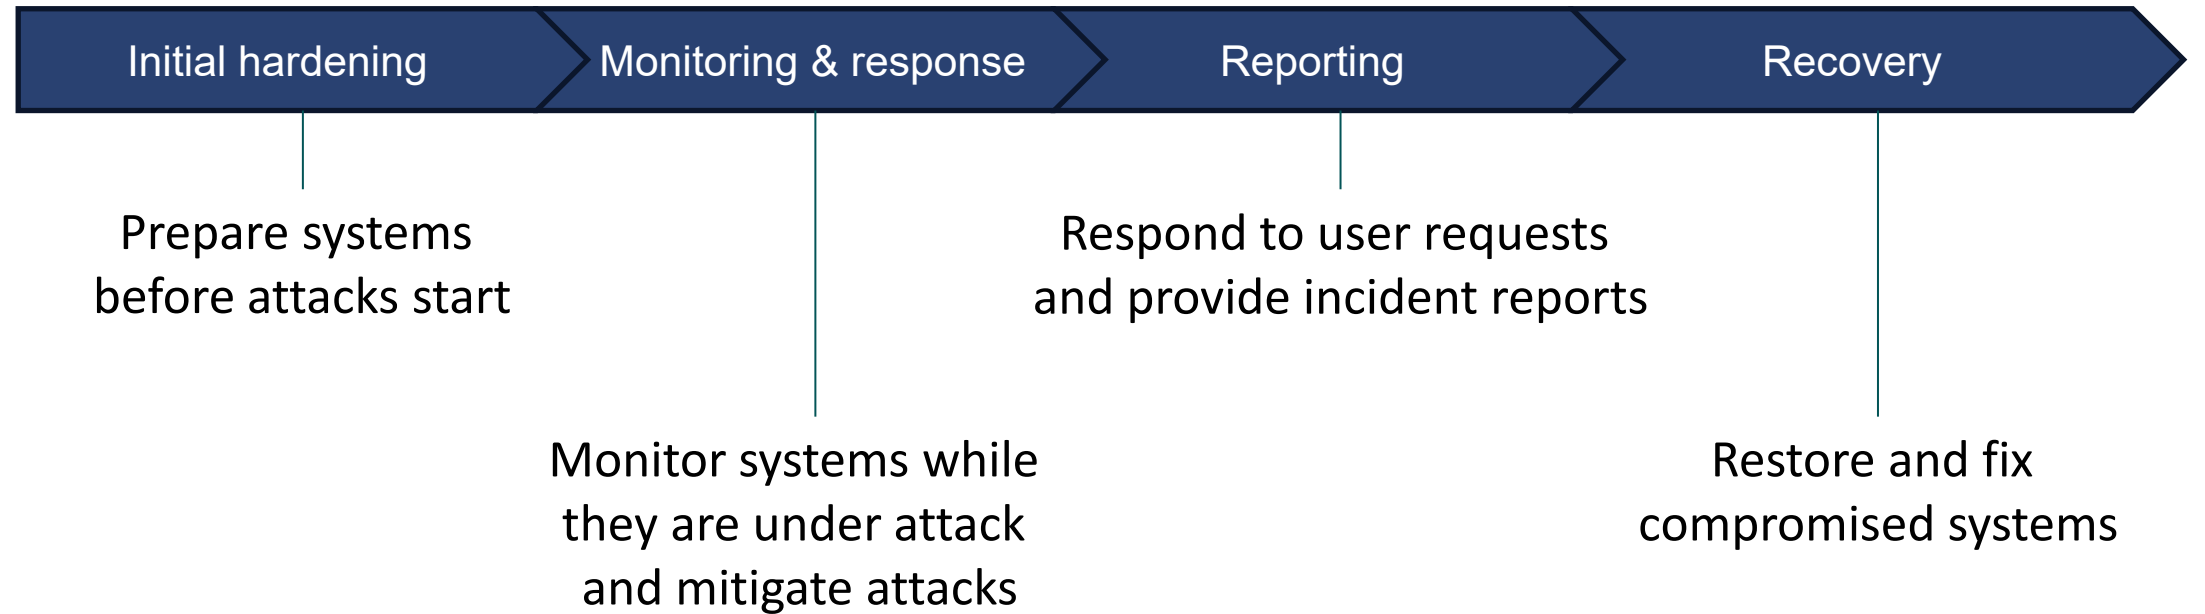 Initial hardening
Monitoring & response
Reporting
Recovery
Prepare systems
before attacks start
Respond to user requests
and provide incident reports
Monitor systems while
they are under attack
and mitigate attacks
Restore and fix
compromised systems